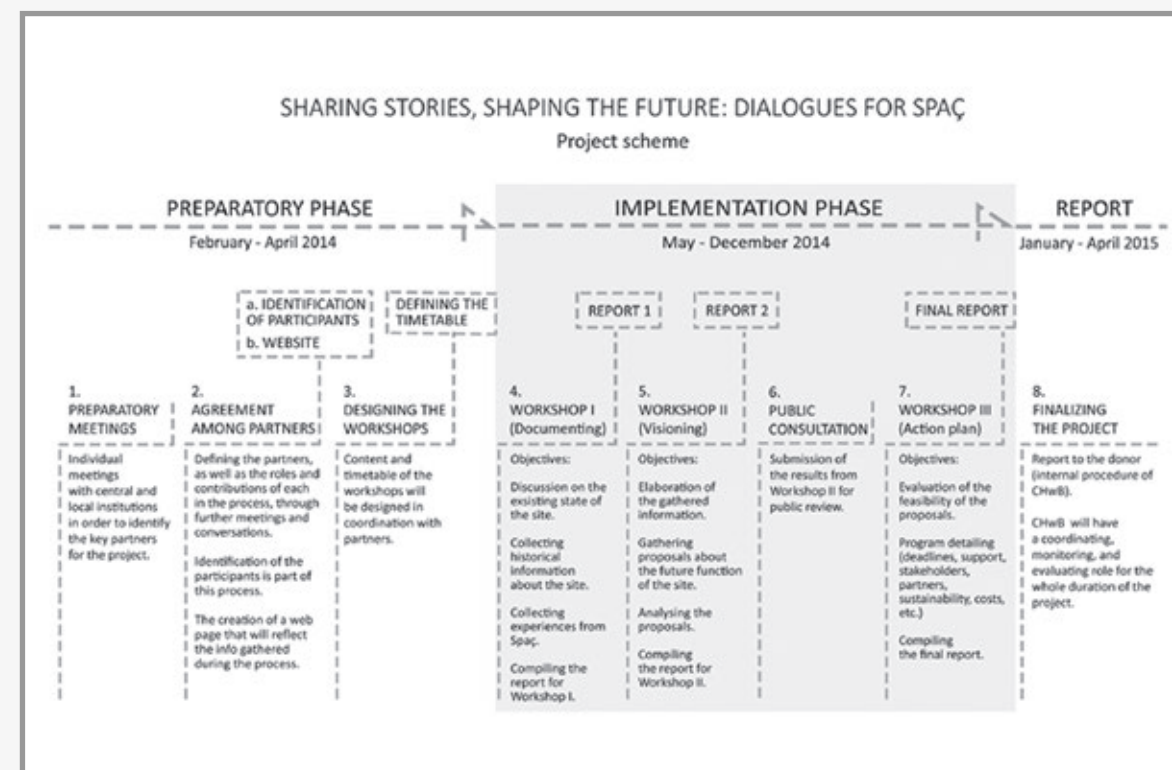 SHARING STORIES, SHAPING THE FUTURE: DIALOGUES FOR SPAÇ
Project scheme
PREPARATORY PHASE
February - April 2014
IMPLEMENTATION PHASE
May - December 2014
REPORT
January - April 2015
a. IDENTIFICATION
OF PARTICIPANTS
b. WEBSITE
DEFINING THE
TIMETABLE
REPORT 1
REPORT 2
FINAL REPORT
1.
PREPARATORY
MEETINGS
Individual
meetings
with central and
local institutions
in order to identify
the key partners
for the project.
2.
AGREEMENT
AMONG PARTNERS
Defining the partners,
as well as the roles and
contributions of each
in the process, through
further meetings and
conversations.
Identification of the
participants is part of
this process.
The creation of a web
page that will reflect
the info gathered
during the process.
3.
DESIGNING THE
WORKSHOPS
Content and
timetable of the
workshops will
be designed in
coordination with
partners.
4.
WORKSHOP I
(Documenting)
Objectives:
Discussion on the
exsisting state of
the site.
Collecting
historical
information
about the site.
Collecting
experiences from
Spaç.
Compiling the
report for
Workshop I.
5.
WORKSHOP II
(Visioning)
Objectives:
Elaboration of
the gathered
information.
Gathering
proposals about
the future function
of the site.
Analysing the
proposals.
Compiling
the report for
Workshop II.
6.
PUBLIC
CONSULTATION
Submission of
the results from
Workshop II for
public review.
7.
WORKSHOP III
(Action plan)
Objectives:
Evaluation of the
feasibility of the
proposals.
Program detailing
(deadlines, support,
stakeholders,
partners,
sustainability, costs,
etc.)
Compiling
the final report.
8.
FINALIZING
THE PROJECT
Report to the donor
(internal procedure of
CHwB).
CHwB will have
a coordinating,
monitoring, and
evaluating role for the
whole duration of the
project.